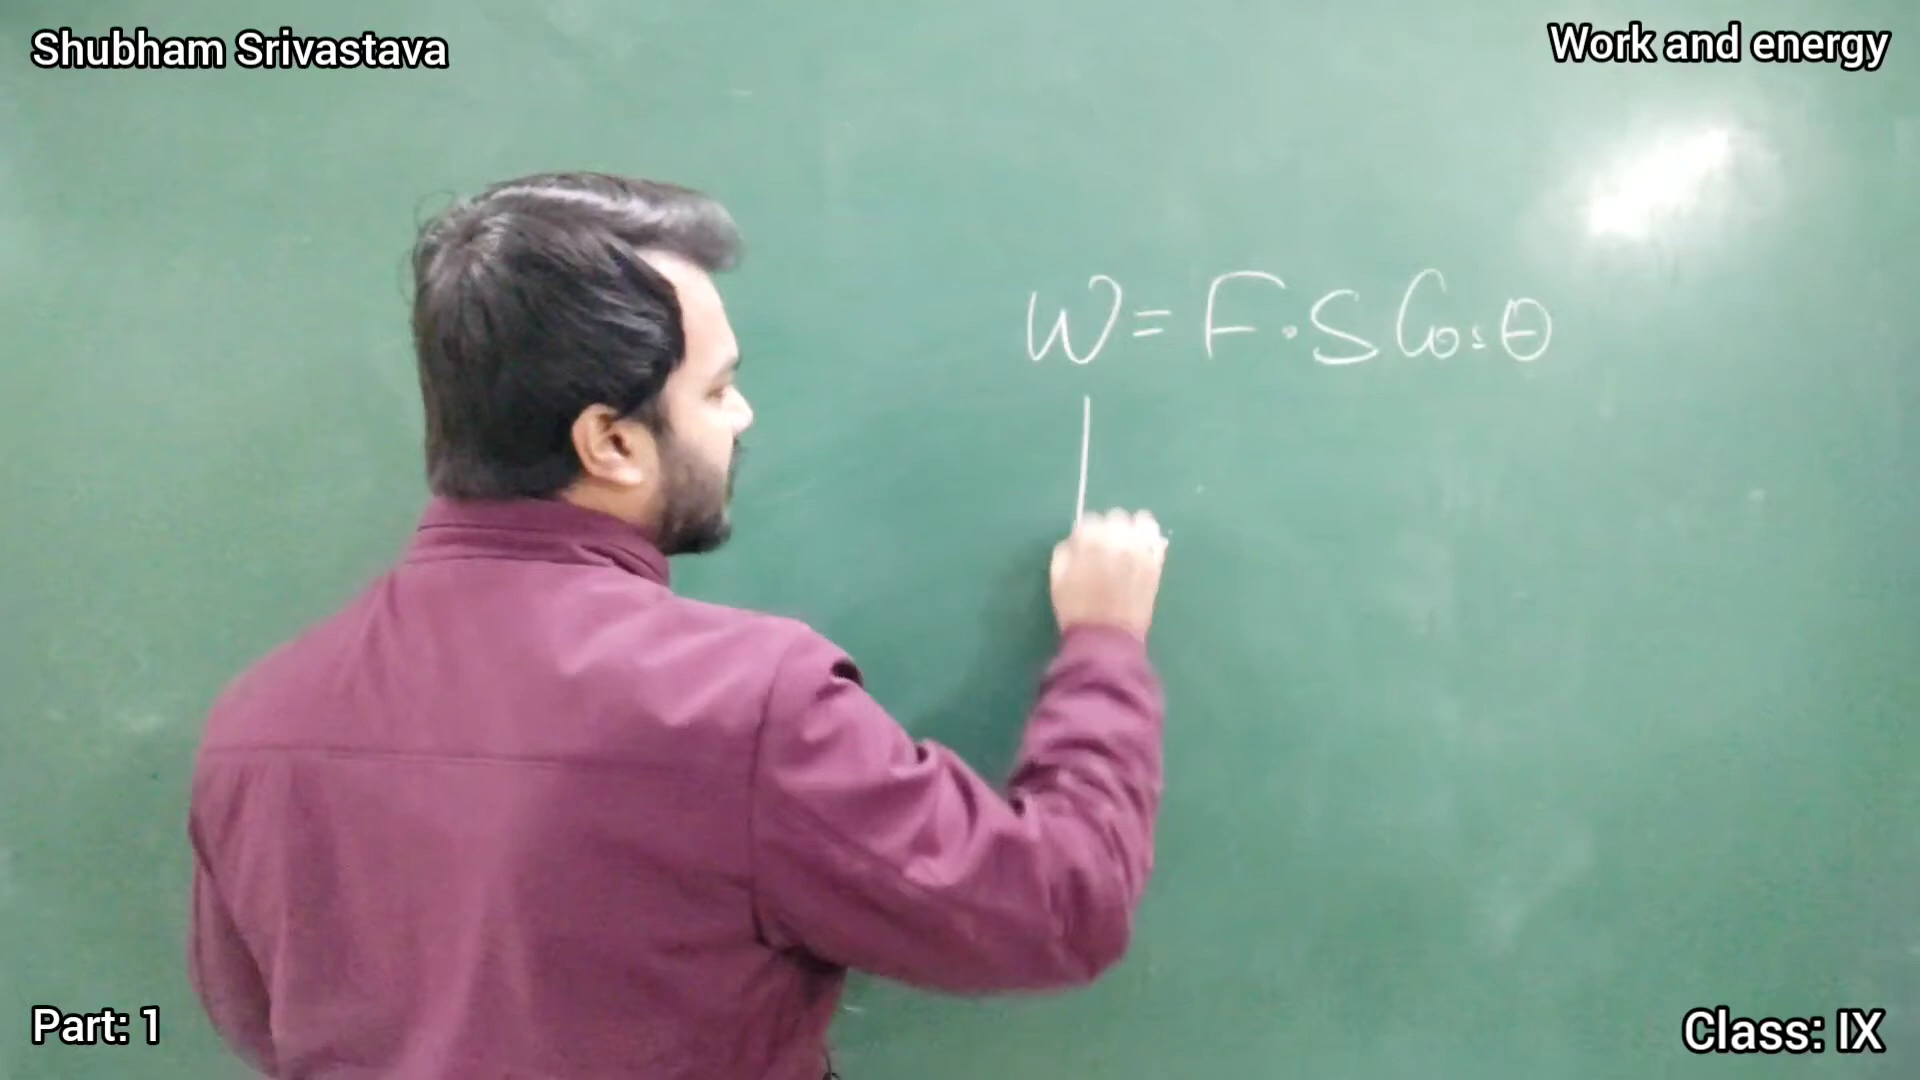 Shubham Srivastava
Work and energy
W = F . S Cos θ
Part: 1
Class: IX